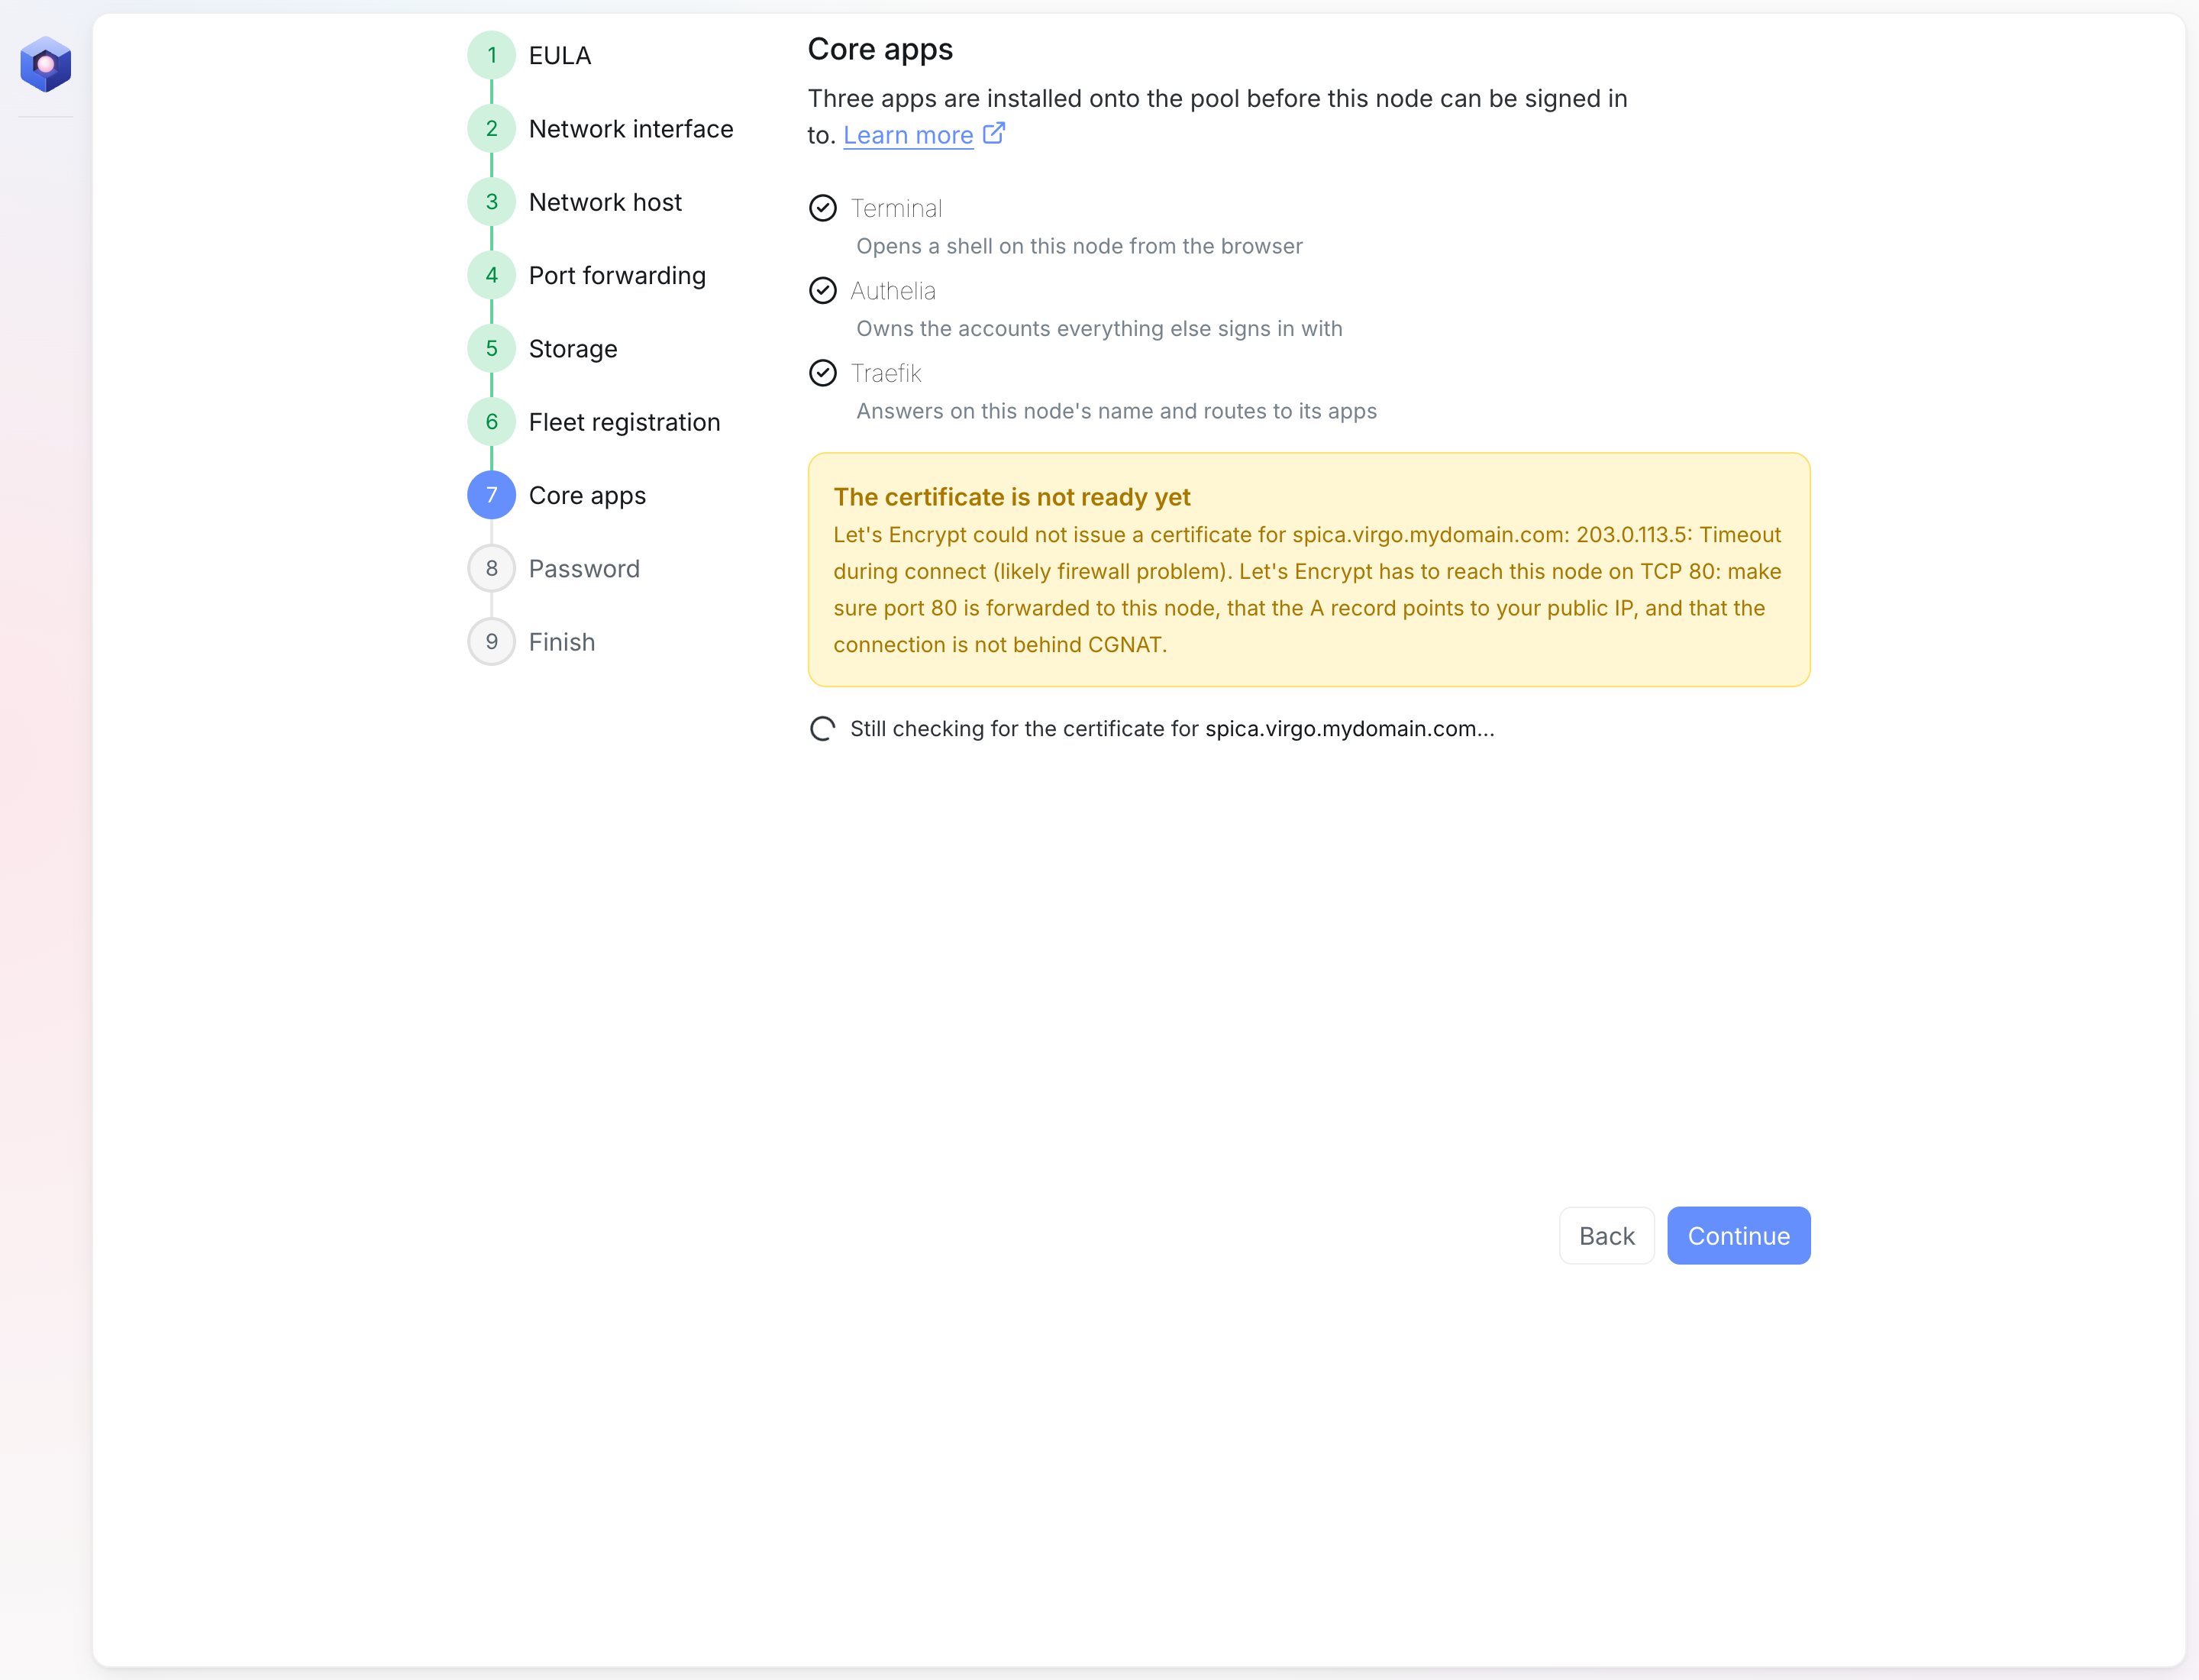 1 EULA
2 Network interface
3 Network host
4 Port forwarding
5 Storage
6 Fleet registration
7 Core apps
8 Password
9 Finish
Core apps
Three apps are installed onto the pool before this node can be signed in
to. Learn more
Terminal
Opens a shell on this node from the browser
Authelia
Owns the accounts everything else signs in with
Traefik
Answers on this node's name and routes to its apps
The certificate is not ready yet
Let's Encrypt could not issue a certificate for spica.virgo.mydomain.com: 203.0.113.5: Timeout
during connect (likely firewall problem). Let's Encrypt has to reach this node on TCP 80: make
sure port 80 is forwarded to this node, that the A record points to your public IP, and that the
connection is not behind CGNAT.
Still checking for the certificate for spica.virgo.mydomain.com...
Back
Continue